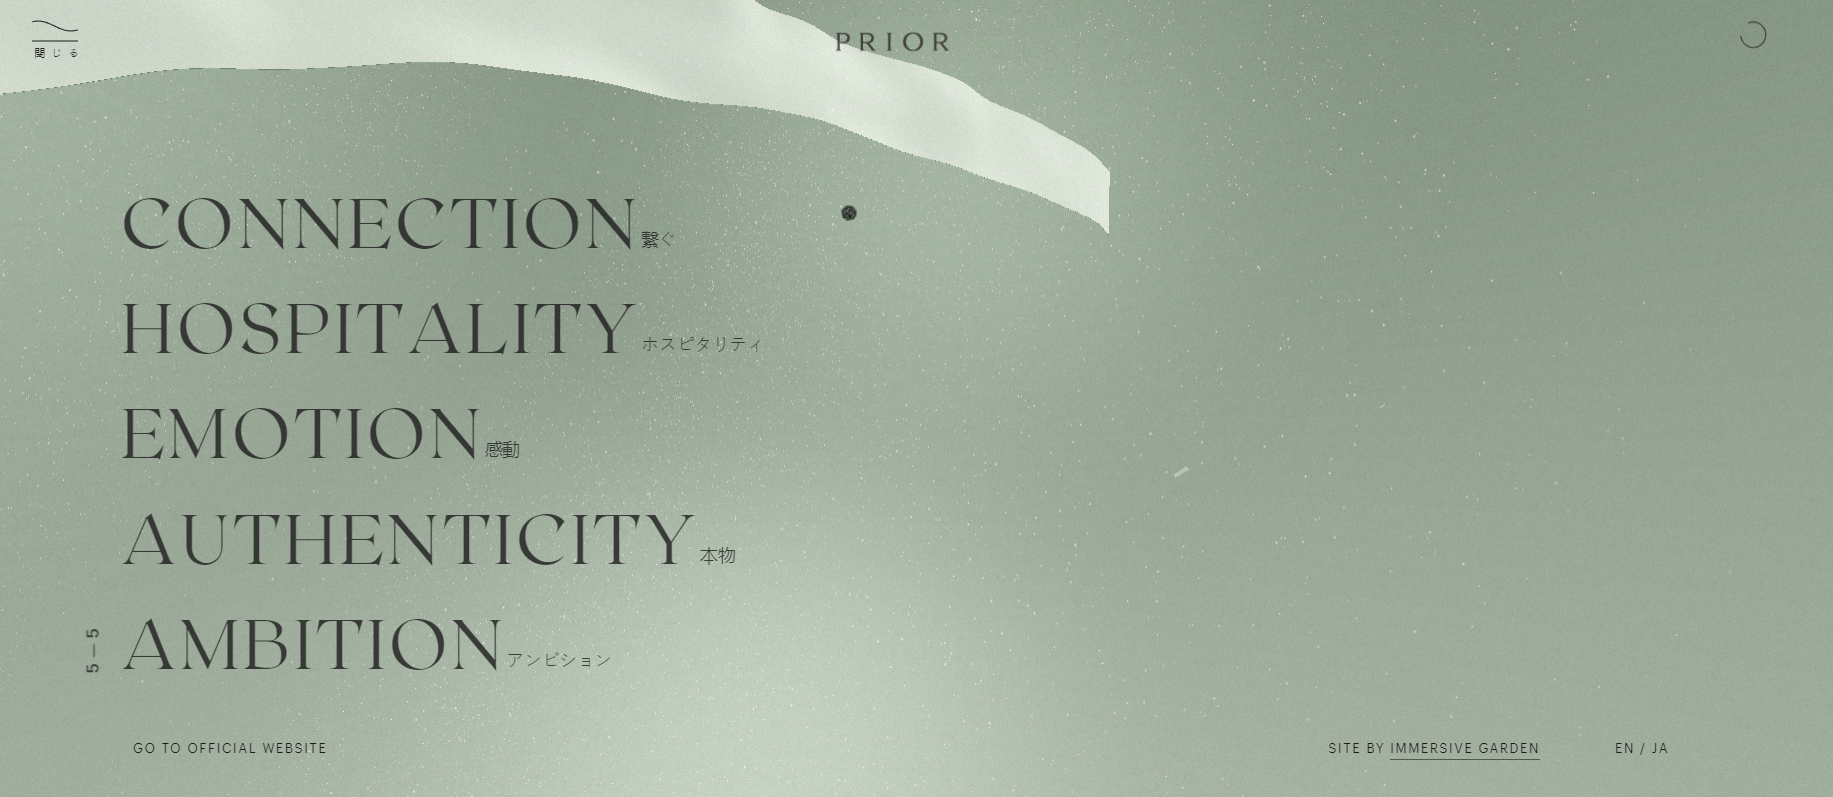 閉じる
PRIOR
CONNECTION 繋ぐ
HOSPITALITY ホスピタリティ
EMOTION 感動
AUTHENTICITY 本物
AMBITION アンビション
5 — 5
GO TO OFFICIAL WEBSITE
SITE BY IMMERSIVE GARDEN
EN / JA